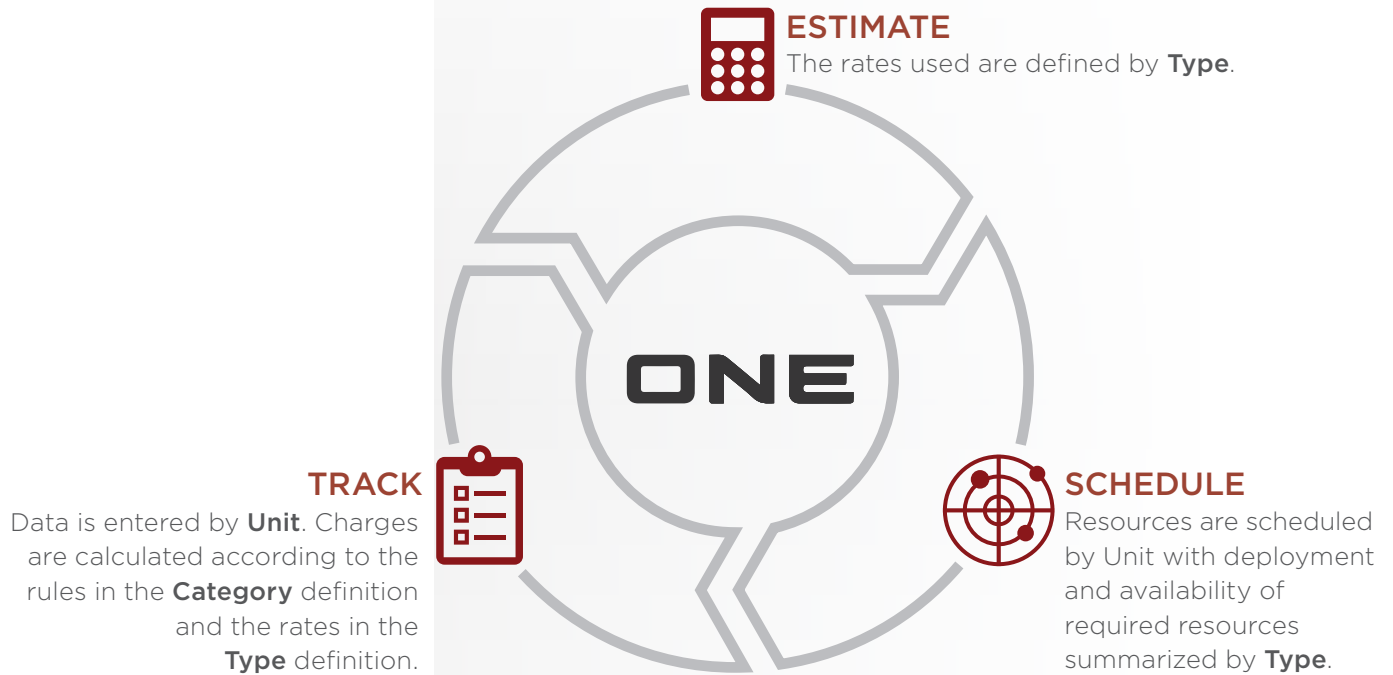 ESTIMATE
The rates used are defined by Type.
ONE
TRACK
Data is entered by Unit. Charges
are calculated according to the
rules in the Category definition
and the rates in the
Type definition.
SCHEDULE
Resources are scheduled
by Unit with deployment
and availability of
required resources
summarized by Type.